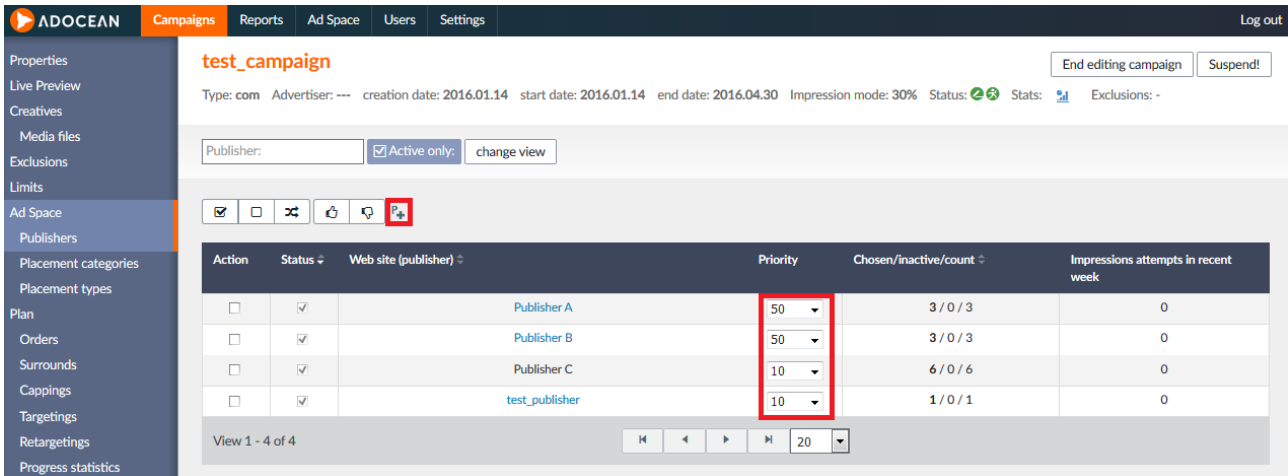 ADOCEAN Campaigns Reports Ad Space Users Settings Log out
Properties
Live Preview
Creatives
Media files
Exclusions
Limits
Ad Space
Publishers
Placement categories
Placement types
Plan
Orders
Surrounds
Cappings
Targetings
Retargetings
Progress statistics
test_campaign End editing campaign Suspend!
Type: com Advertiser: --- creation date: 2016.01.14 start date: 2016.01.14 end date: 2016.04.30 Impression mode: 30% Status: Stats: Exclusions: -
Publisher: Active only: change view
P+
Action Status Web site (publisher) Priority Chosen/inactive/count Impressions attempts in recent
week
Publisher A 50 3 / 0 / 3 0
Publisher B 50 3 / 0 / 3 0
Publisher C 10 6 / 0 / 6 0
test_publisher 10 1 / 0 / 1 0
View 1 - 4 of 4 20